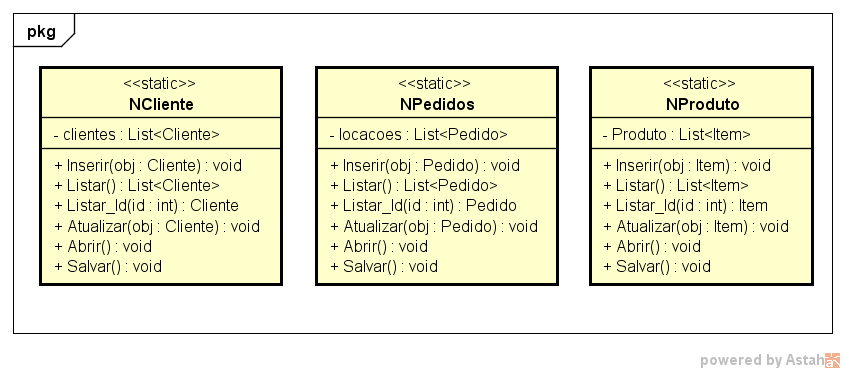 pkg
<<static>>
NCliente
- clientes : List<Cliente>
+ Inserir(obj : Cliente) : void
+ Listar() : List<Cliente>
+ Listar_Id(id : int) : Cliente
+ Atualizar(obj : Cliente) : void
+ Abrir() : void
+ Salvar() : void
<<static>>
NPedidos
- locacoes : List<Pedido>
+ Inserir(obj : Pedido) : void
+ Listar() : List<Pedido>
+ Listar_Id(id : int) : Pedido
+ Atualizar(obj : Pedido) : void
+ Abrir() : void
+ Salvar() : void
<<static>>
NProduto
- Produto : List<Item>
+ Inserir(obj : Item) : void
+ Listar() : List<Item>
+ Listar_Id(id : int) : Item
+ Atualizar(obj : Item) : void
+ Abrir() : void
+ Salvar() : void
powered by Astah